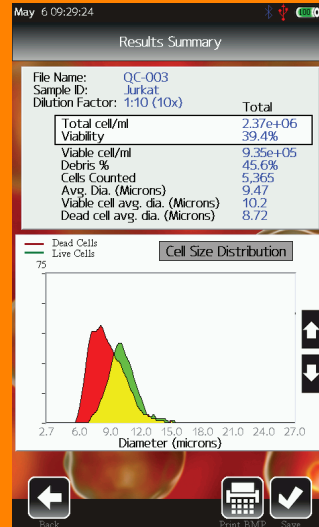 May 6 09:29:24
Results Summary
File Name: QC-003
Sample ID: Jurkat
Dilution Factor: 1:10 (10x)
Total
Total cell/ml 2.37e+06
Viability 39.4%
Viable cell/ml 9.35e+05
Debris % 45.6%
Cells Counted 5,365
Avg. Dia. (Microns) 9.47
Viable cell avg. dia. (Microns) 10.2
Dead cell avg. dia. (Microns) 8.72
Dead Cells
Live Cells
Cell Size Distribution
75
2.7 6.0 9.0 12.0 15.0 18.0 21.0 24.0 27.0
Diameter (microns)
Back Print BMP Save